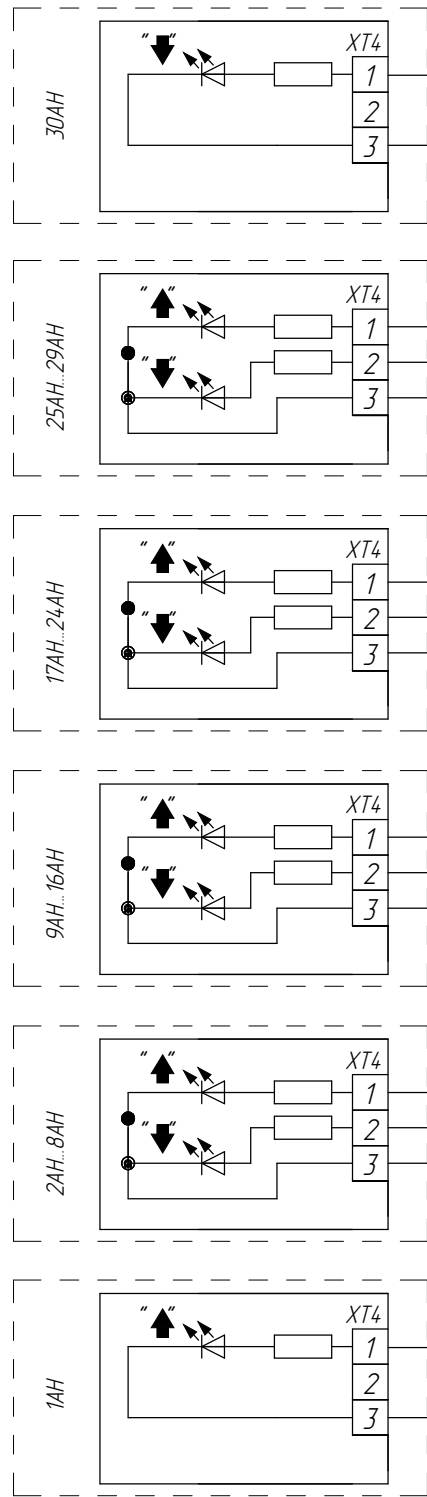 30АН
" "
XT4
1
2
3
25АН...29АН
" "
" "
XT4
1
2
3
17АН...24АН
" "
" "
XT4
1
2
3
9АН...16АН
" "
" "
XT4
1
2
3
2АН...8АН
" "
" "
XT4
1
2
3
1АН
" "
XT4
1
2
3